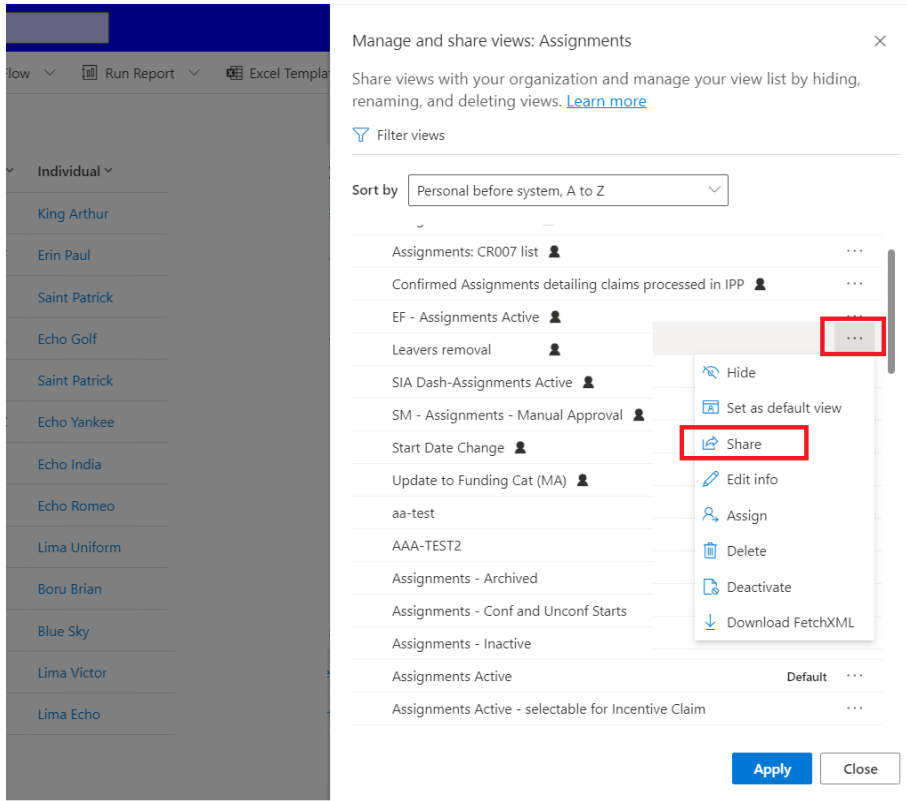 Flow Run Report Excel Templa
Individual
King Arthur
Erin Paul
Saint Patrick
Echo Golf
Saint Patrick
Echo Yankee
Echo India
Echo Romeo
Lima Uniform
Boru Brian
Blue Sky
Lima Victor
Lima Echo
Manage and share views: Assignments
Share views with your organization and manage your view list by hiding,
renaming, and deleting views. Learn more
Filter views
Sort by Personal before system, A to Z
Assignments: CR007 list
Confirmed Assignments detailing claims processed in IPP
EF - Assignments Active
Leavers removal
SIA Dash-Assignments Active
SM - Assignments - Manual Approval
Start Date Change
Update to Funding Cat (MA)
aa-test
AAA-TEST2
Assignments - Archived
Assignments - Conf and Unconf Starts
Assignments - Inactive
Assignments Active Default
Assignments Active - selectable for Incentive Claim
Hide
Set as default view
Share
Edit info
Assign
Delete
Deactivate
Download FetchXML
Apply Close